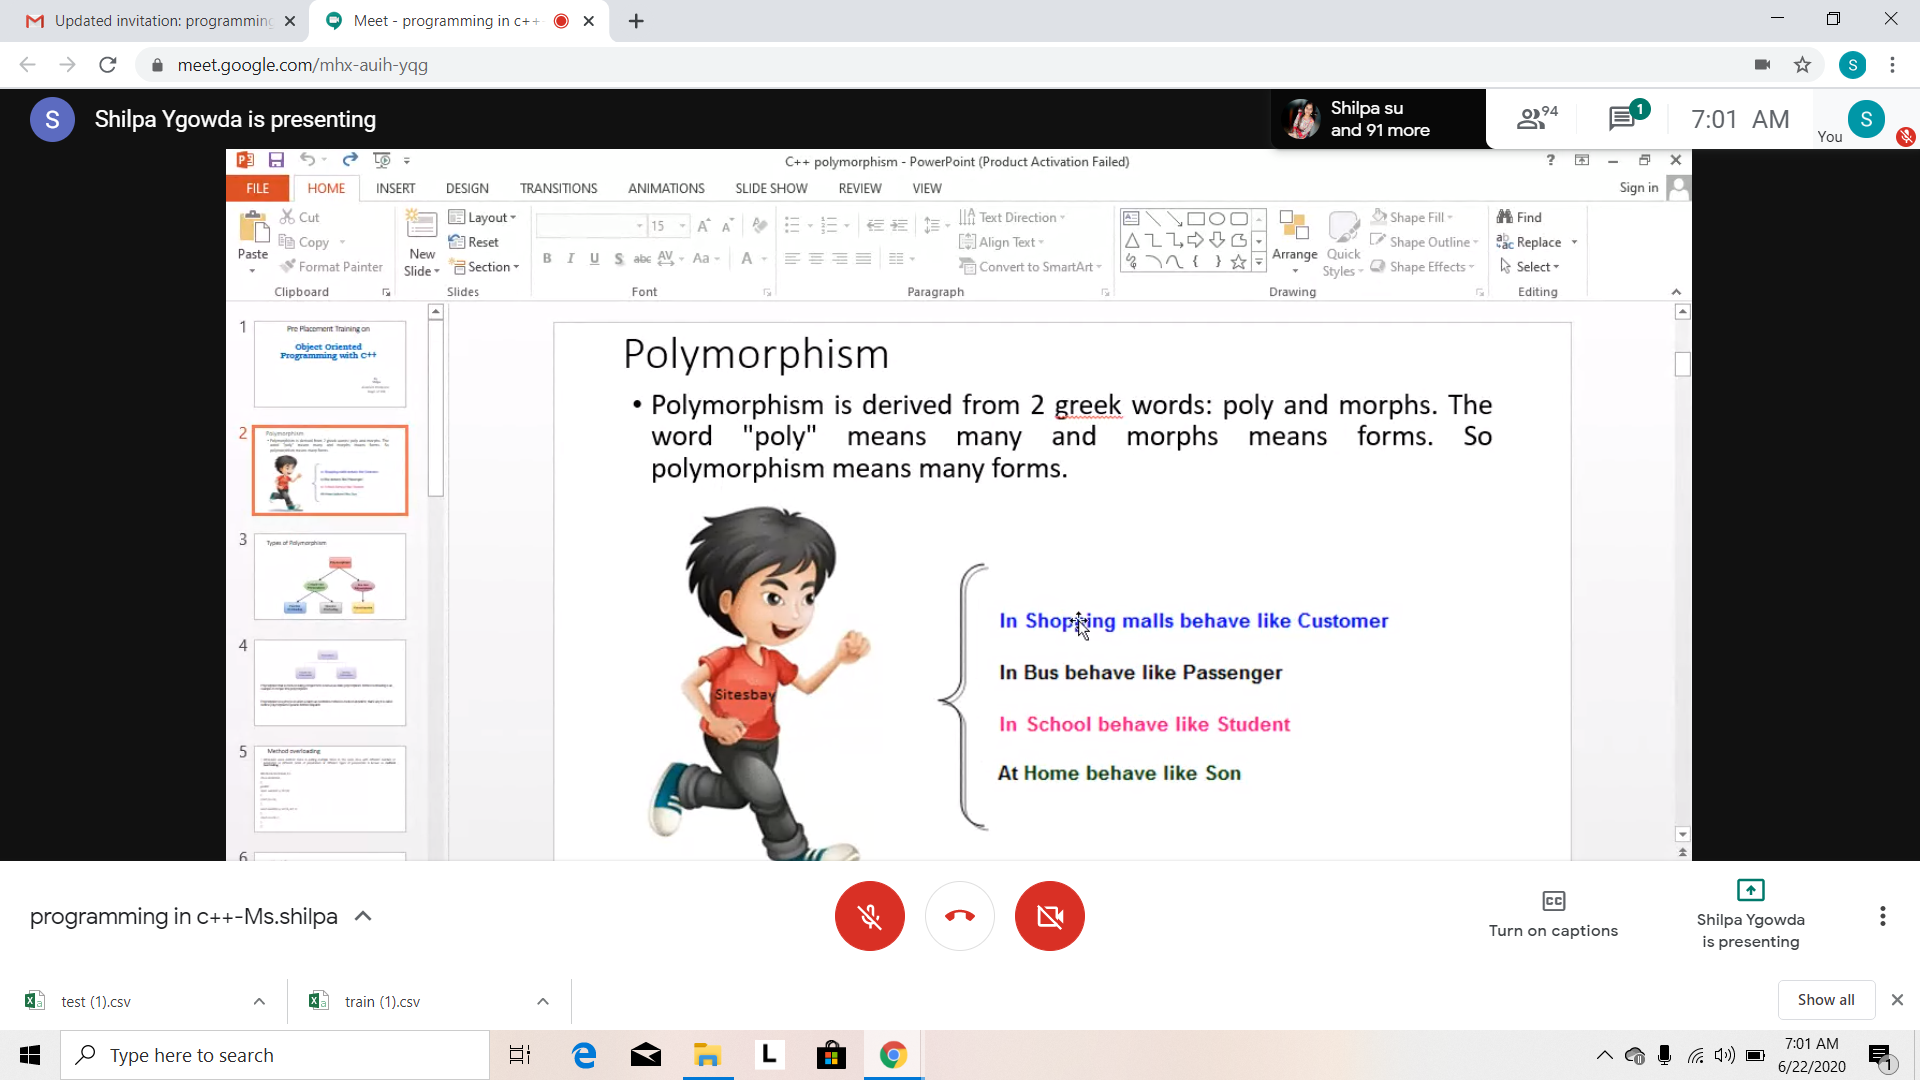 Updated invitation: programming
Meet - programming in c++
meet.google.com/mhx-auih-yqg
S
S
Shilpa Ygowda is presenting
Shilpa su
and 91 more
94
1
7:01 AM
You
S
C++ polymorphism - PowerPoint (Product Activation Failed)
FILE HOME INSERT DESIGN TRANSITIONS ANIMATIONS SLIDE SHOW REVIEW VIEW
Sign in
Paste
Cut
Copy
Format Painter
Clipboard
New
Slide
Layout
Reset
Section
Slides
15
Font
Text Direction
Align Text
Convert to SmartArt
Paragraph
Arrange
Quick
Styles
Shape Fill
Shape Outline
Shape Effects
Drawing
Find
Replace
Select
Editing
1
Pre Placement Training on
Object Oriented
Programming with C++
2
Polymorphism
3
Types of Polymorphism
4
5
Method overloading
6
Polymorphism
• Polymorphism is derived from 2 greek words: poly and morphs. The
word "poly" means many and morphs means forms. So
polymorphism means many forms.
Sitesbay
In Shopping malls behave like Customer
In Bus behave like Passenger
In School behave like Student
At Home behave like Son
programming in c++-Ms.shilpa
Turn on captions
Shilpa Ygowda
is presenting
test (1).csv
train (1).csv
Show all
Type here to search
7:01 AM
6/22/2020
1